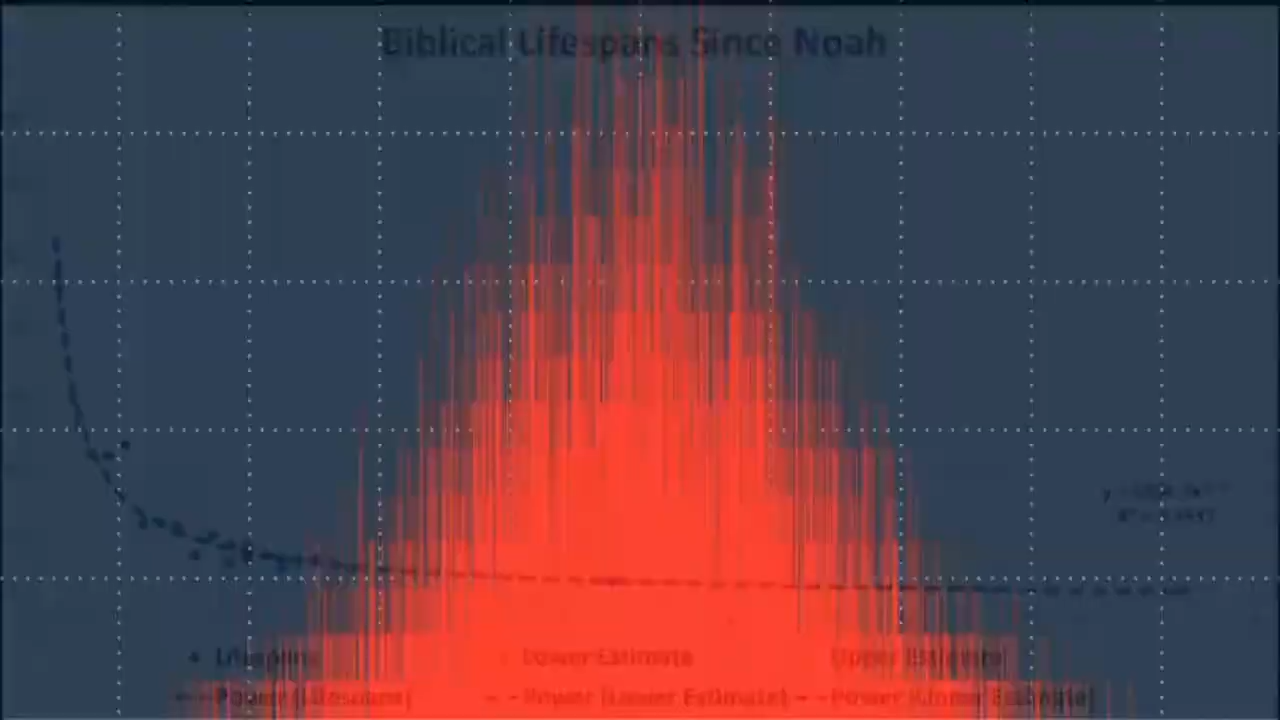 Biblical Lifespans Since Noah
Lifespans Lower Estimate Upper Estimate
Power (Lifespans) Power (Lower Estimate) Power (Upper Estimate)